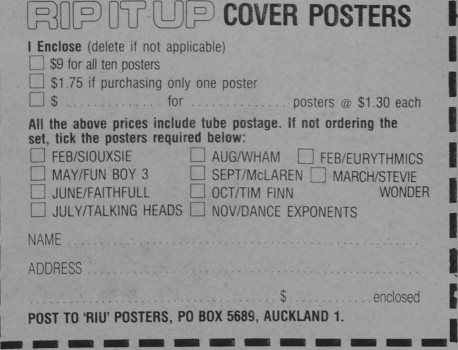 RIP IT UP COVER POSTERS
I Enclose (delete if not applicable)
$9 for all ten posters
$1.75 if purchasing only one poster
$ .................. for .................. posters @ $1.30 each
All the above prices include tube postage. If not ordering the
set, tick the posters required below:
FEB/SIOUXSIE AUG/WHAM FEB/EURYTHMICS
MAY/FUN BOY 3 SEPT/McLAREN MARCH/STEVIE
JUNE/FAITHFULL OCT/TIM FINN WONDER
JULY/TALKING HEADS NOV/DANCE EXPONENTS
NAME
ADDRESS
$ .................. enclosed
POST TO 'RIU' POSTERS, PO BOX 5689, AUCKLAND 1.